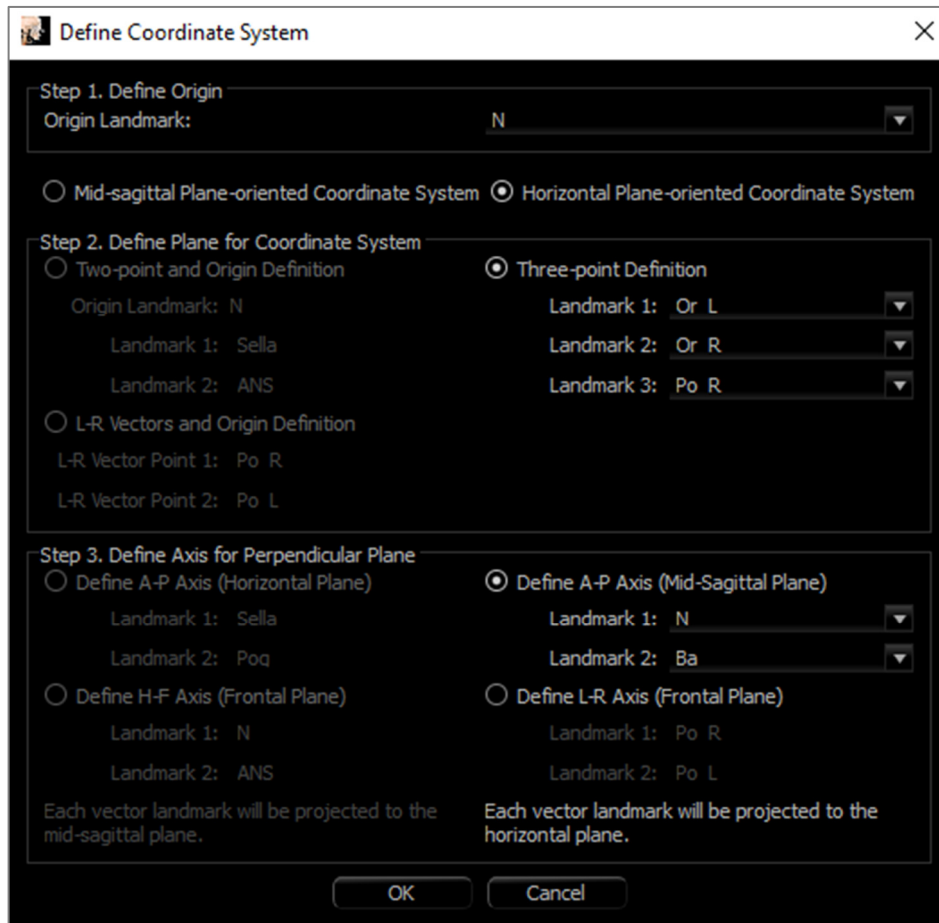 Define Coordinate System
Step 1. Define Origin
Origin Landmark: N
Mid-sagittal Plane-oriented Coordinate System Horizontal Plane-oriented Coordinate System
Step 2. Define Plane for Coordinate System
Two-point and Origin Definition Three-point Definition
Origin Landmark: N Landmark 1: Or L
Landmark 1: Sella Landmark 2: Or R
Landmark 2: ANS Landmark 3: Po R
L-R Vectors and Origin Definition
L-R Vector Point 1: Po R
L-R Vector Point 2: Po L
Step 3. Define Axis for Perpendicular Plane
Define A-P Axis (Horizontal Plane) Define A-P Axis (Mid-Sagittal Plane)
Landmark 1: Sella Landmark 1: N
Landmark 2: Pog Landmark 2: Ba
Define H-F Axis (Frontal Plane) Define L-R Axis (Frontal Plane)
Landmark 1: N Landmark 1: Po R
Landmark 2: ANS Landmark 2: Po L
Each vector landmark will be projected to the Each vector landmark will be projected to the
mid-sagittal plane. horizontal plane.
OK Cancel